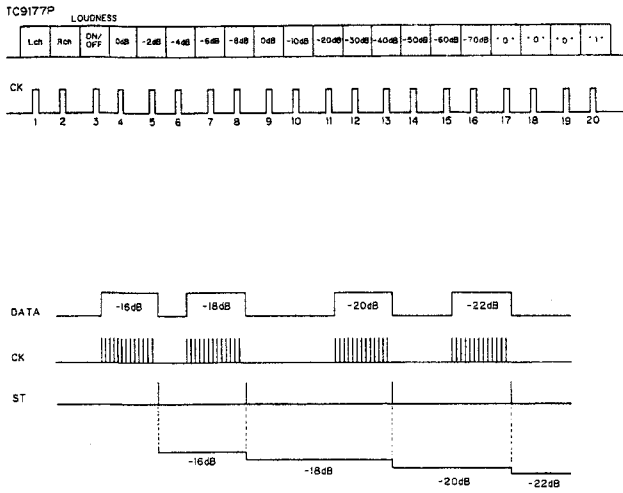 TC9177P
LOUDNESS
Lch Rch ON/OFF 0dB -2dB -4dB -6dB -8dB 0dB -10dB -20dB -30dB -40dB -50dB -60dB -70dB "0" "0" "0" "1"
CK
1 2 3 4 5 6 7 8 9 10 11 12 13 14 15 16 17 18 19 20
DATA -16dB -18dB -20dB -22dB
CK
ST
-16dB -18dB -20dB -22dB